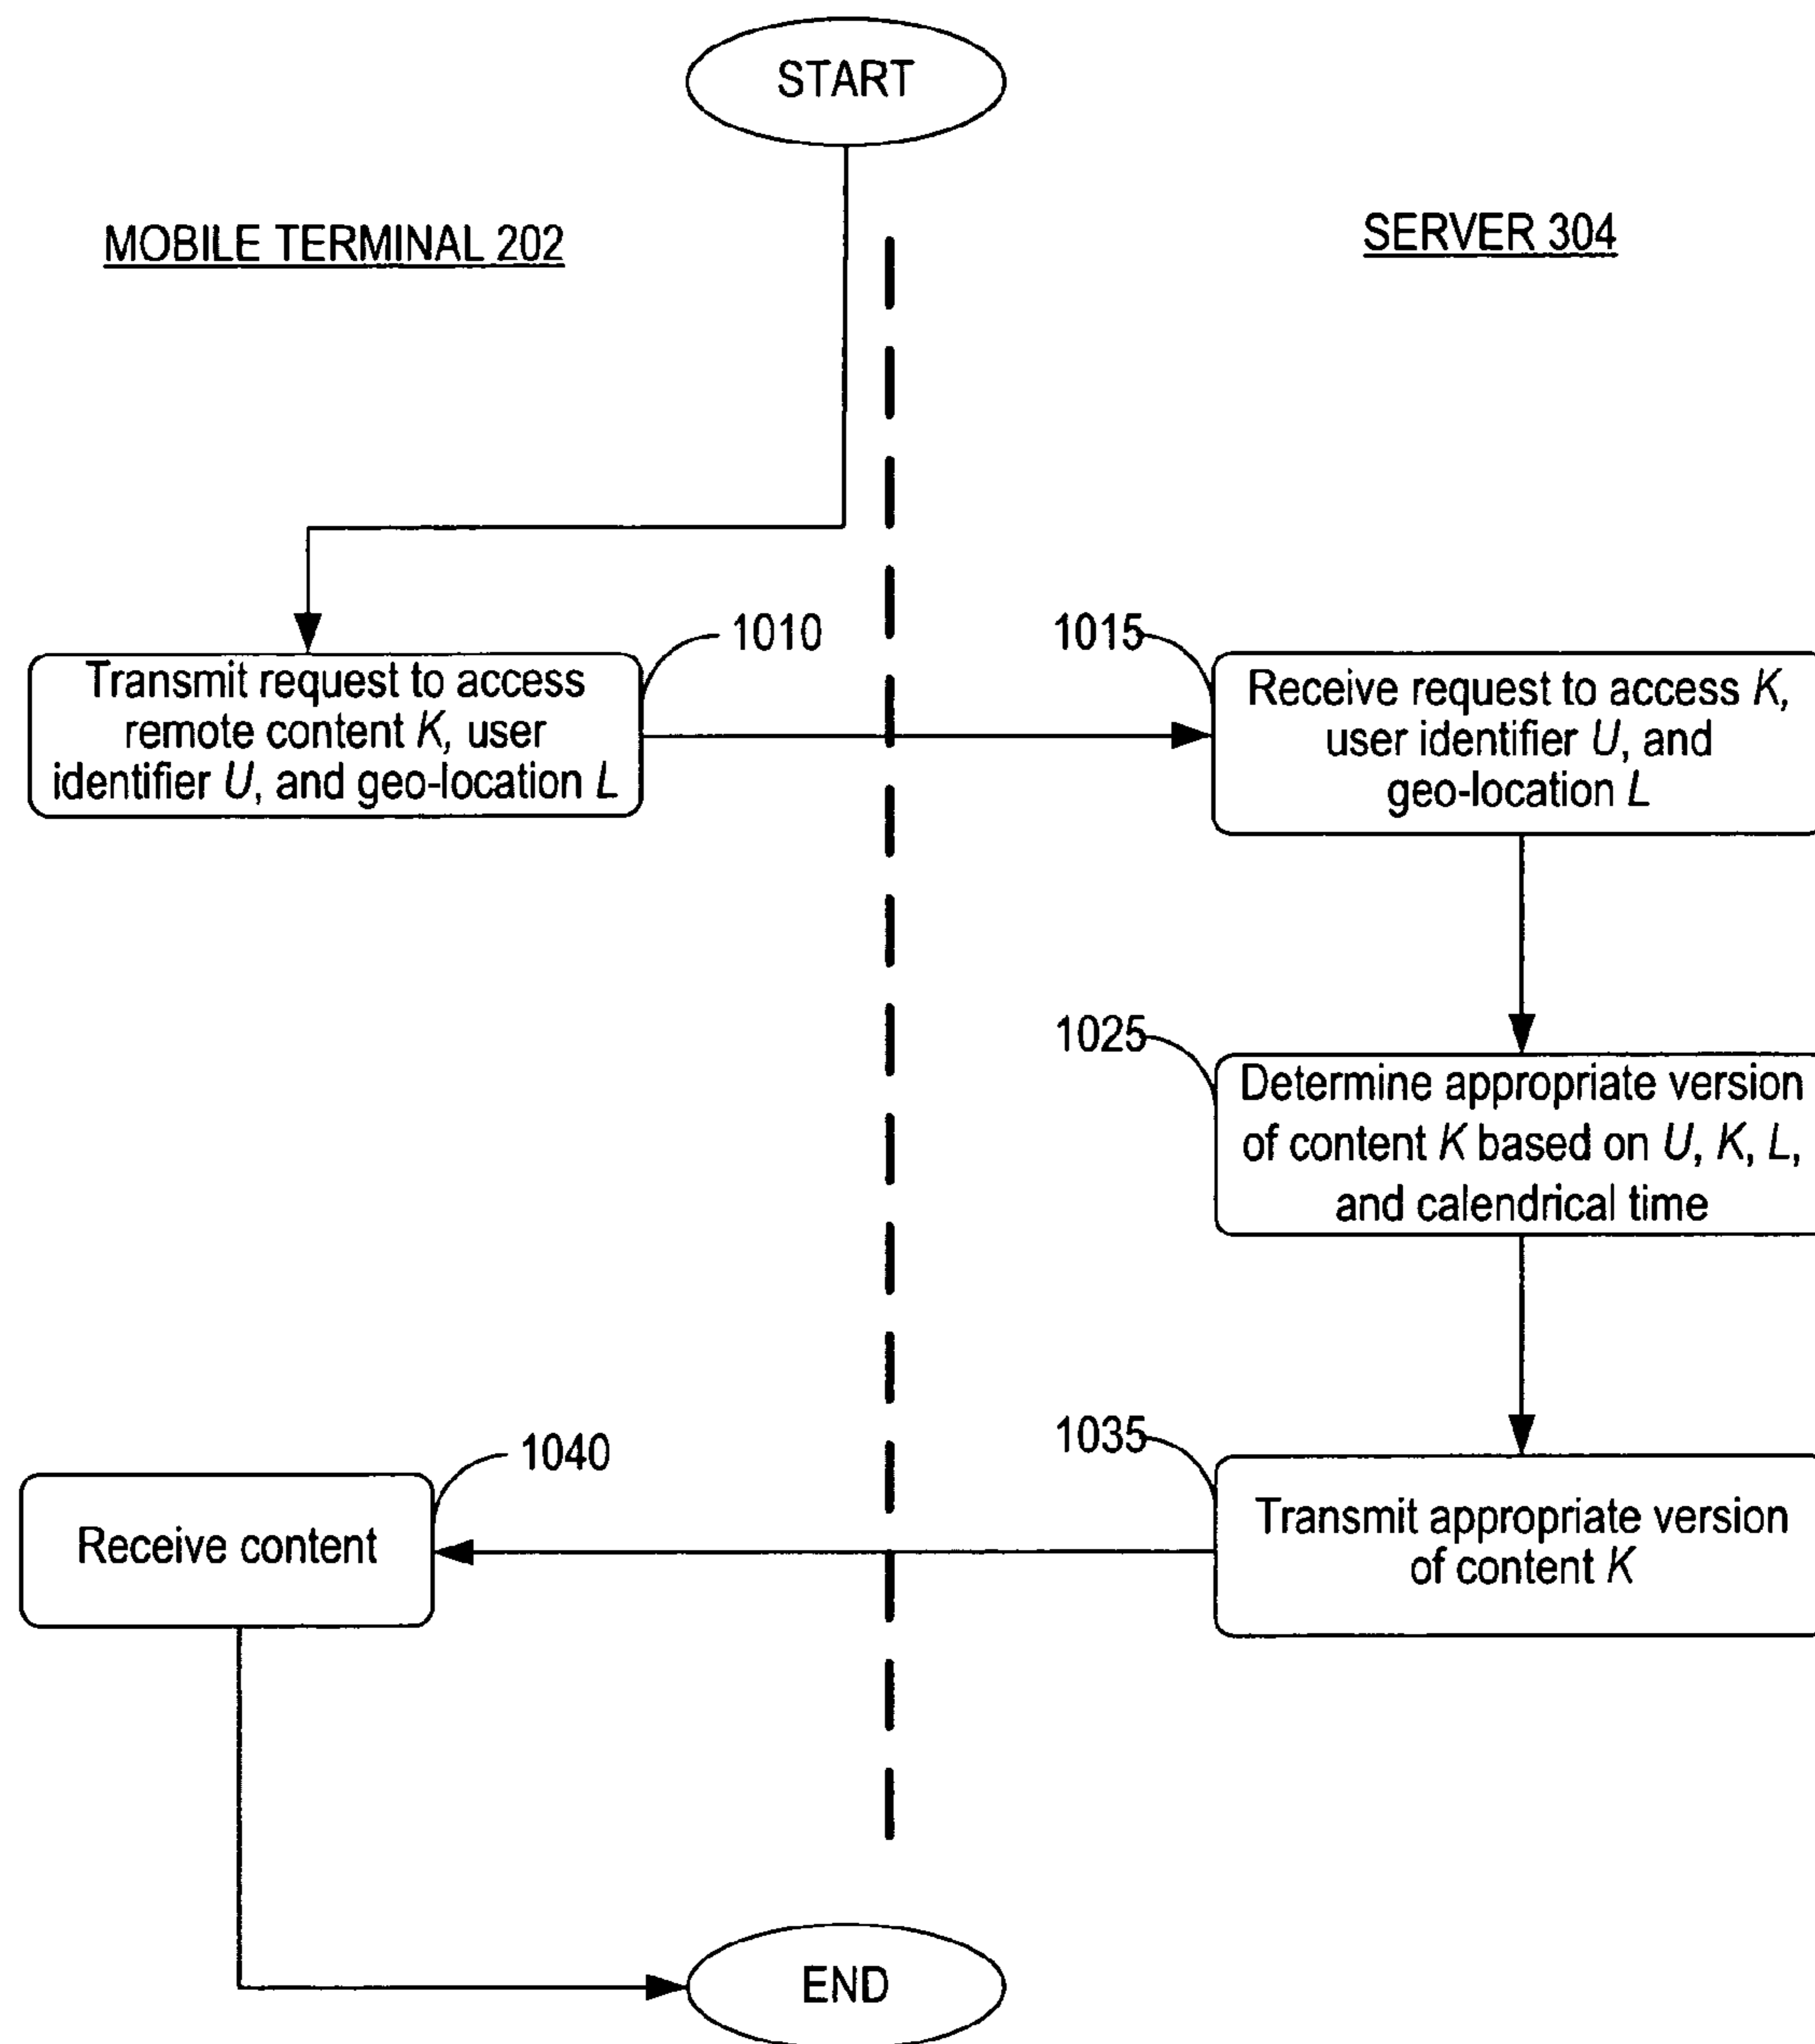 START
MOBILE TERMINAL 202
SERVER 304
1010
1015
Transmit request to access
remote content K, user
identifier U, and geo-location L
Receive request to access K,
user identifier U, and
geo-location L
1025
Determine appropriate version
of content K based on U, K, L,
and calendrical time
1040
1035
Receive content
Transmit appropriate version
of content K
END